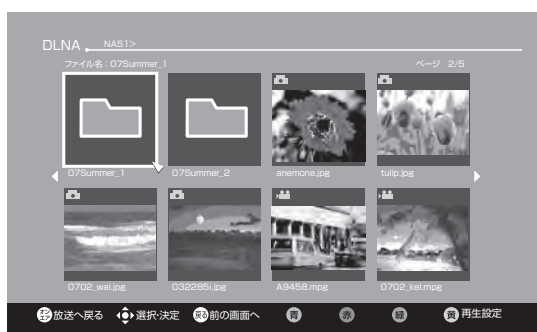 DLNA NAS1>
ファイル名：07Summer_1 ページ 2/5
07Summer_1 07Summer_2 anemone.jpg tulip.jpg
0702_wai.jpg 032285i.jpg A9458.mpg 0702_kei.mpg
放送へ戻る 選択・決定 戻る 前の画面へ 青 赤 緑 黄 再生設定